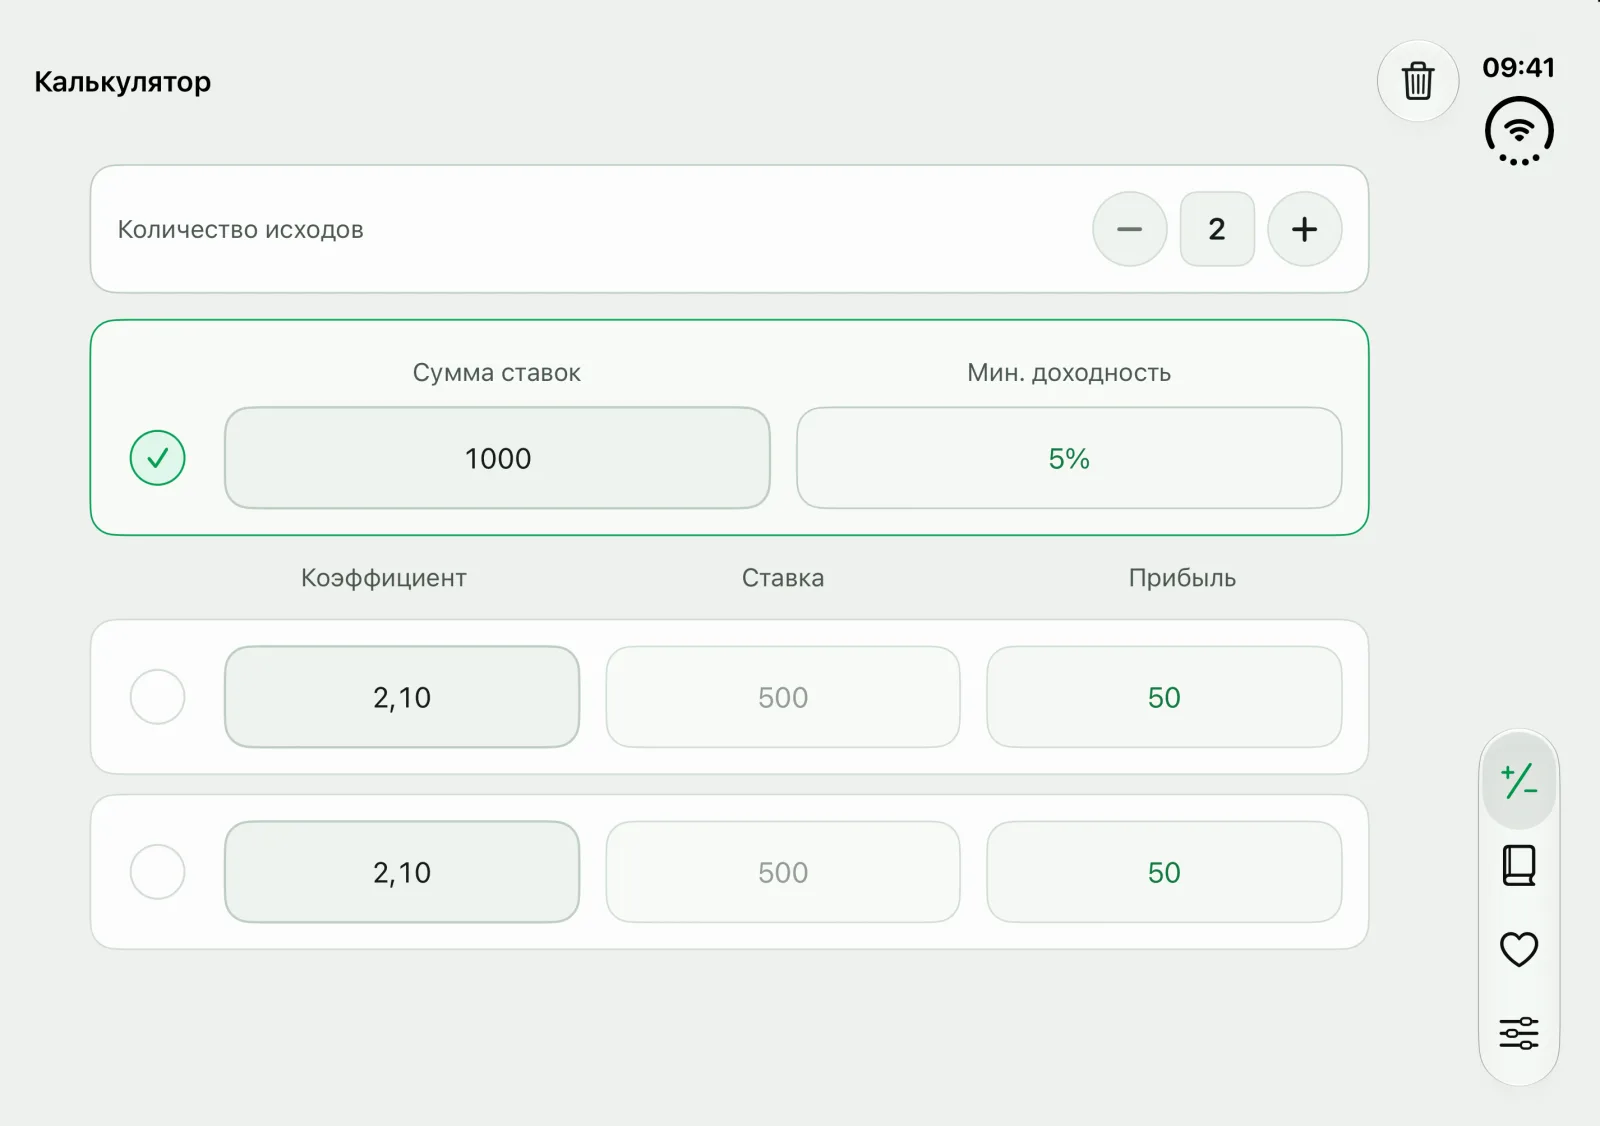 Калькулятор
09:41
Количество исходов
2
Сумма ставок
Мин. доходность
1000
5%
Коэффициент
Ставка
Прибыль
2,10
500
50
2,10
500
50